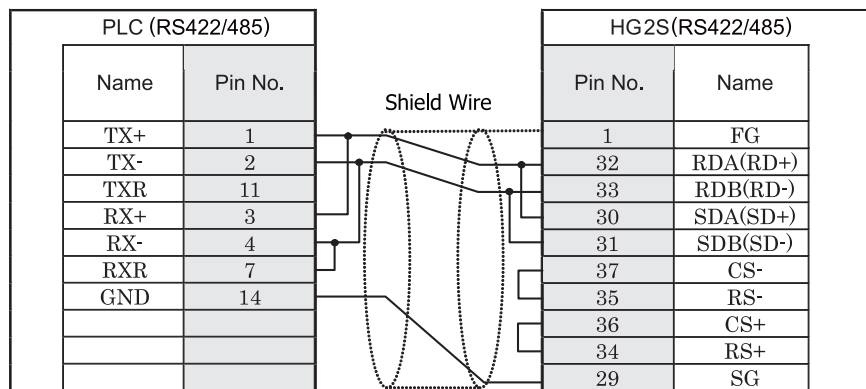 PLC (RS422/485)
HG2S(RS422/485)
Name Pin No. Pin No. Name
Shield Wire
TX+ 1 1 FG
TX- 2 32 RDA(RD+)
TXR 11 33 RDB(RD-)
RX+ 3 30 SDA(SD+)
RX- 4 31 SDB(SD-)
RXR 7 37 CS-
GND 14 35 RS-
36 CS+
34 RS+
29 SG